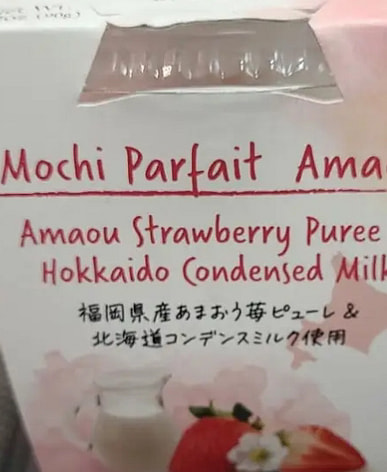 Mochi Parfait Ama
Amaou Strawberry Puree
Hokkaido Condensed Milk
福岡県産あまおう苺ピューレ &
北海道コンデンスミルク使用